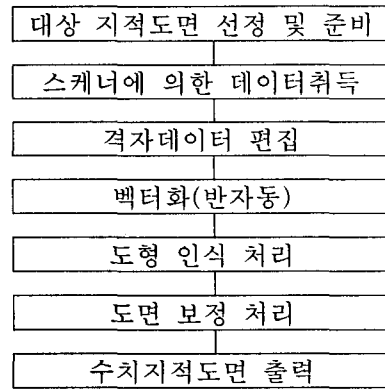 대상 지적도면 선정 및 준비
스케너에 의한 데이터취득
격자데이터 편집
벡터화(반자동)
도형 인식 처리
도면 보정 처리
수치지적도면 출력